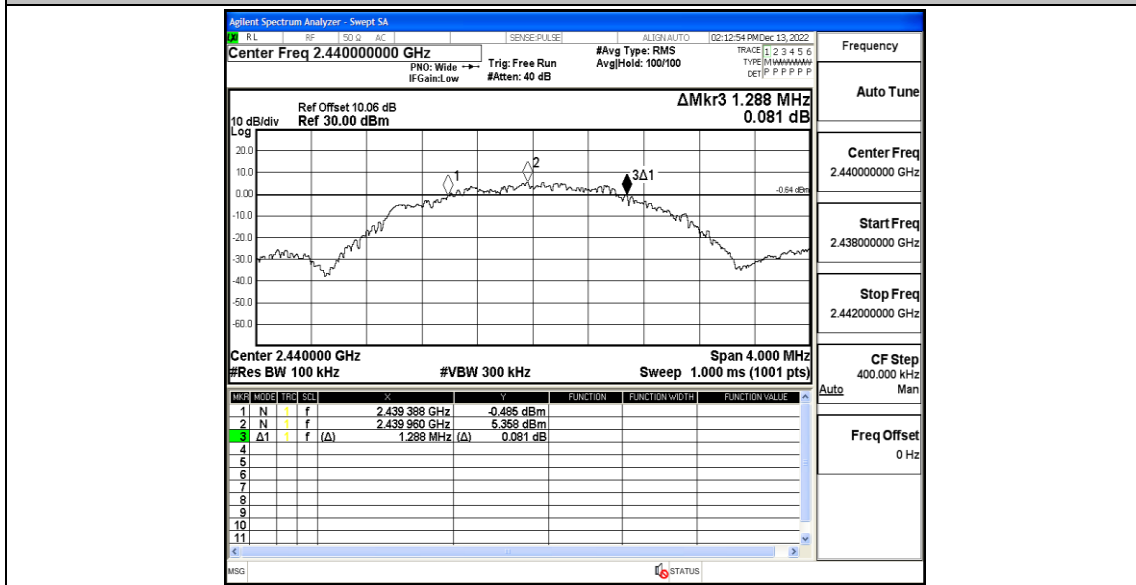 Agilent Spectrum Analyzer - Swept SA
RL RF 50 Ω AC SENSE:PULSE ALIGNAUTO 02:12:54 PMDec 13, 2022
Center Freq 2.440000000 GHz
PNO: Wide
IFGain:Low
Trig: Free Run
#Atten: 40 dB
#Avg Type: RMS
Avg|Hold: 100/100
TRACE 1 2 3 4 5 6
TYPE MWWWWW
DET P P P P P P
Frequency
Auto Tune
Center Freq
2.440000000 GHz
Start Freq
2.438000000 GHz
Stop Freq
2.442000000 GHz
CF Step
400.000 kHz
Auto Man
Freq Offset
0 Hz
ΔMkr3 1.288 MHz
0.081 dB
Ref Offset 10.06 dB
10 dB/div Ref 30.00 dBm
Log
20.0
10.0
0.00
-10.0
-20.0
-30.0
-40.0
-50.0
-60.0
1
2
3Δ1
-0.64 dBm
Center 2.440000 GHz Span 4.000 MHz
#Res BW 100 kHz #VBW 300 kHz Sweep 1.000 ms (1001 pts)
MKR MODE TRC SCL X Y FUNCTION FUNCTION WIDTH FUNCTION VALUE
1 N 1 f 2.439 388 GHz -0.485 dBm
2 N 1 f 2.439 960 GHz 5.358 dBm
3 Δ1 1 f (Δ) 1.288 MHz (Δ) 0.081 dB
4
5
6
7
8
9
10
11
MSG STATUS